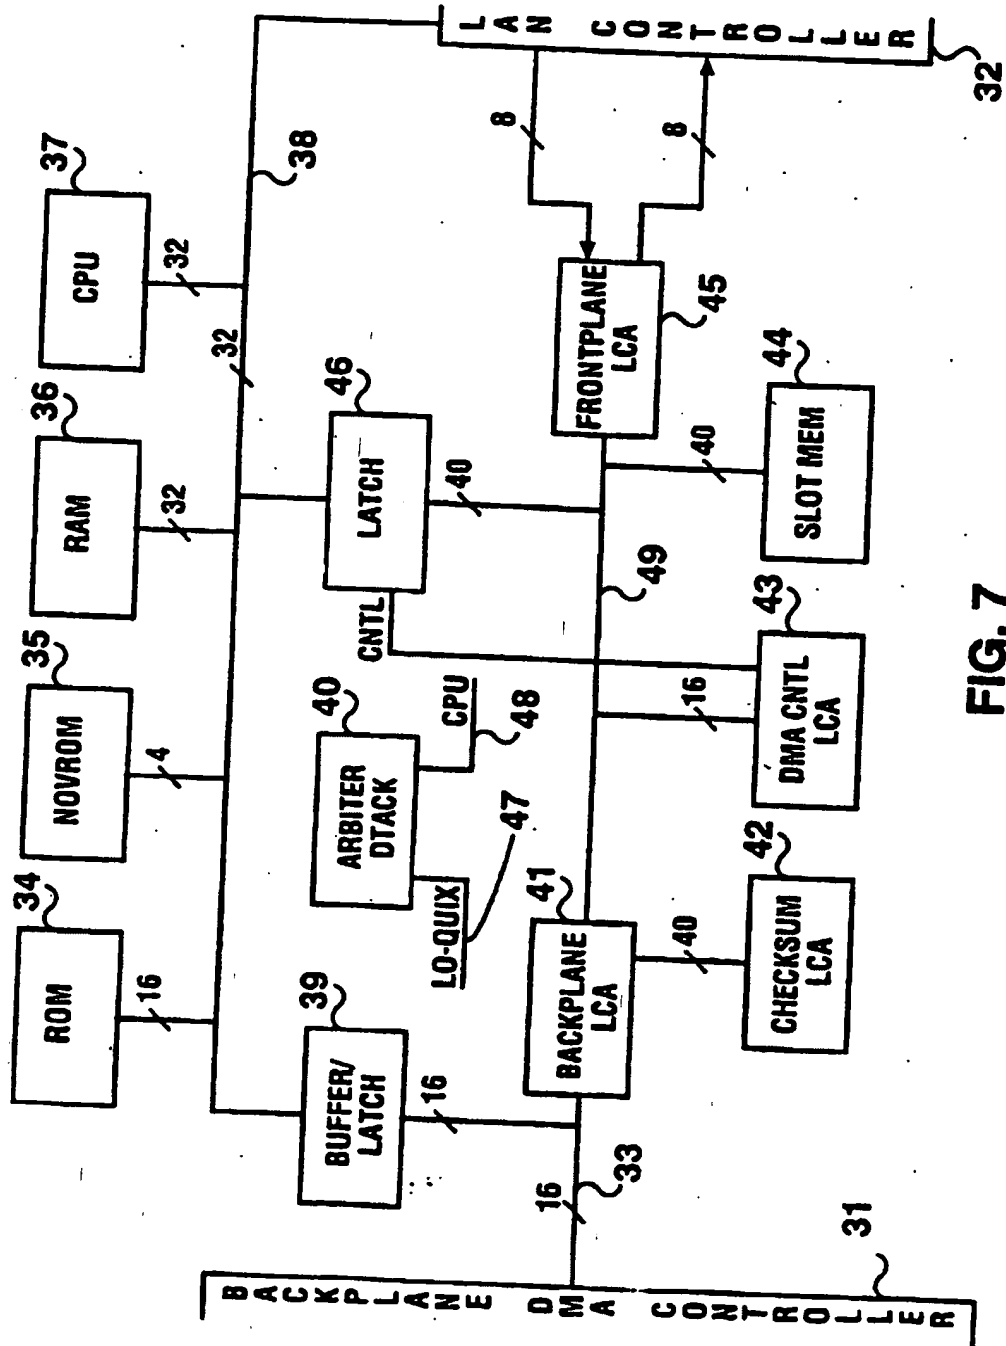 34
ROM
16
35
NOVROM
4
36
RAM
32
37
CPU
32
32
38
39
BUFFER/
LATCH
16
40
ARBITER
DTACK
LO-QUIX
47
CPU
48
46
LATCH
CNTL
40
BACKPLANE DMA CONTROLLER
31
16
33
41
BACKPLANE
LCA
49
45
FRONTPLANE
LCA
8
8
LAN CONTROLLER
32
40
42
CHECKSUM
LCA
16
43
DMA CNTL
LCA
40
44
SLOT MEM
FIG. 7